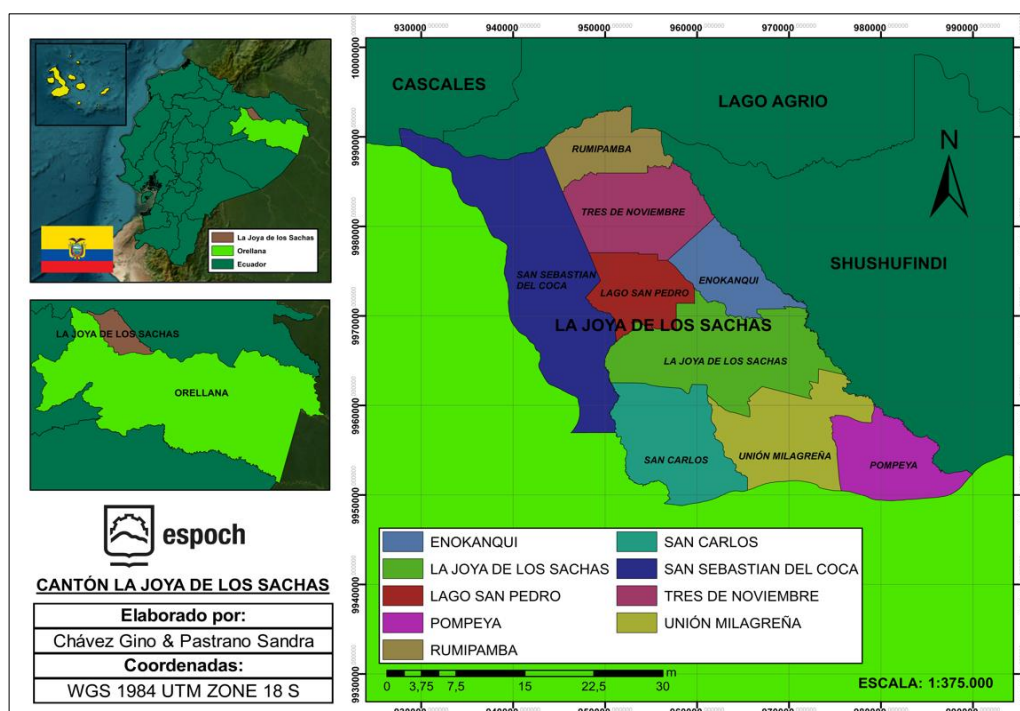 La Joya de los Sachas
Orellana
Ecuador
LA JOYA DE LOS SACHAS
ORELLANA
espoch
CANTÓN LA JOYA DE LOS SACHAS
Elaborado por:
Chávez Gino & Pastrano Sandra
Coordenadas:
WGS 1984 UTM ZONE 18 S
930000 940000 950000 960000 970000 980000 990000
10000000
9990000
9980000
9970000
9960000
9950000
9940000
9930000
CASCALES
LAGO AGRIO
N
RUMIPAMBA
TRES DE NOVIEMBRE
SHUSHUFINDI
SAN SEBASTIAN
DEL COCA
ENOKANQUI
LAGO SAN PEDRO
LA JOYA DE LOS SACHAS
LA JOYA DE LOS SACHAS
SAN CARLOS
UNIÓN MILAGREÑA
POMPEYA
ENOKANQUI
LA JOYA DE LOS SACHAS
LAGO SAN PEDRO
POMPEYA
RUMIPAMBA
SAN CARLOS
SAN SEBASTIAN DEL COCA
TRES DE NOVIEMBRE
UNIÓN MILAGREÑA
m
0 3,75 7,5 15 22,5 30
ESCALA: 1:375.000